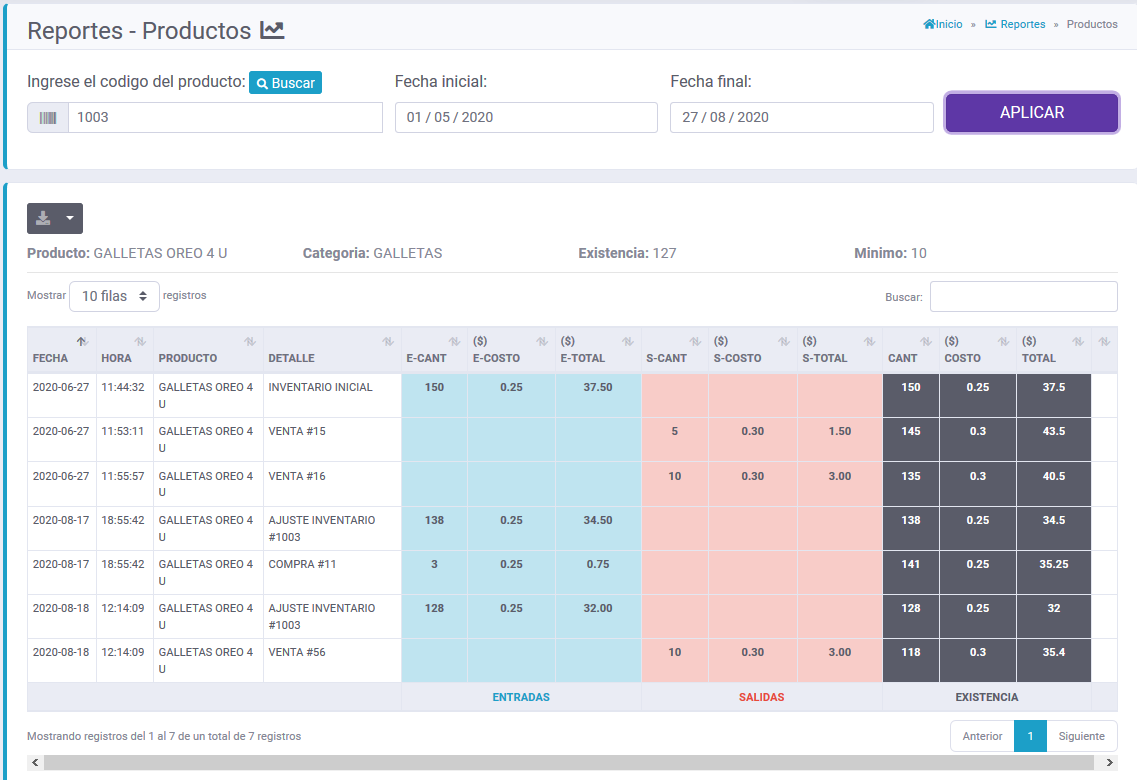 Reportes - Productos
Inicio » Reportes » Productos
Ingrese el codigo del producto: Buscar
Fecha inicial:
Fecha final:
1003
01 / 05 / 2020
27 / 08 / 2020
APLICAR
Producto: GALLETAS OREO 4 U
Categoria: GALLETAS
Existencia: 127
Minimo: 10
Mostrar 10 filas registros
Buscar:
FECHA HORA PRODUCTO DETALLE E-CANT ($) E-COSTO ($) E-TOTAL S-CANT ($) S-COSTO ($) S-TOTAL CANT ($) COSTO ($) TOTAL
2020-06-27 11:44:32 GALLETAS OREO 4 U INVENTARIO INICIAL 150 0.25 37.50 150 0.25 37.5
2020-06-27 11:53:11 GALLETAS OREO 4 U VENTA #15 5 0.30 1.50 145 0.3 43.5
2020-06-27 11:55:57 GALLETAS OREO 4 U VENTA #16 10 0.30 3.00 135 0.3 40.5
2020-08-17 18:55:42 GALLETAS OREO 4 U AJUSTE INVENTARIO #1003 138 0.25 34.50 138 0.25 34.5
2020-08-17 18:55:42 GALLETAS OREO 4 U COMPRA #11 3 0.25 0.75 141 0.25 35.25
2020-08-18 12:14:09 GALLETAS OREO 4 U AJUSTE INVENTARIO #1003 128 0.25 32.00 128 0.25 32
2020-08-18 12:14:09 GALLETAS OREO 4 U VENTA #56 10 0.30 3.00 118 0.3 35.4
ENTRADAS SALIDAS EXISTENCIA
Mostrando registros del 1 al 7 de un total de 7 registros
Anterior 1 Siguiente